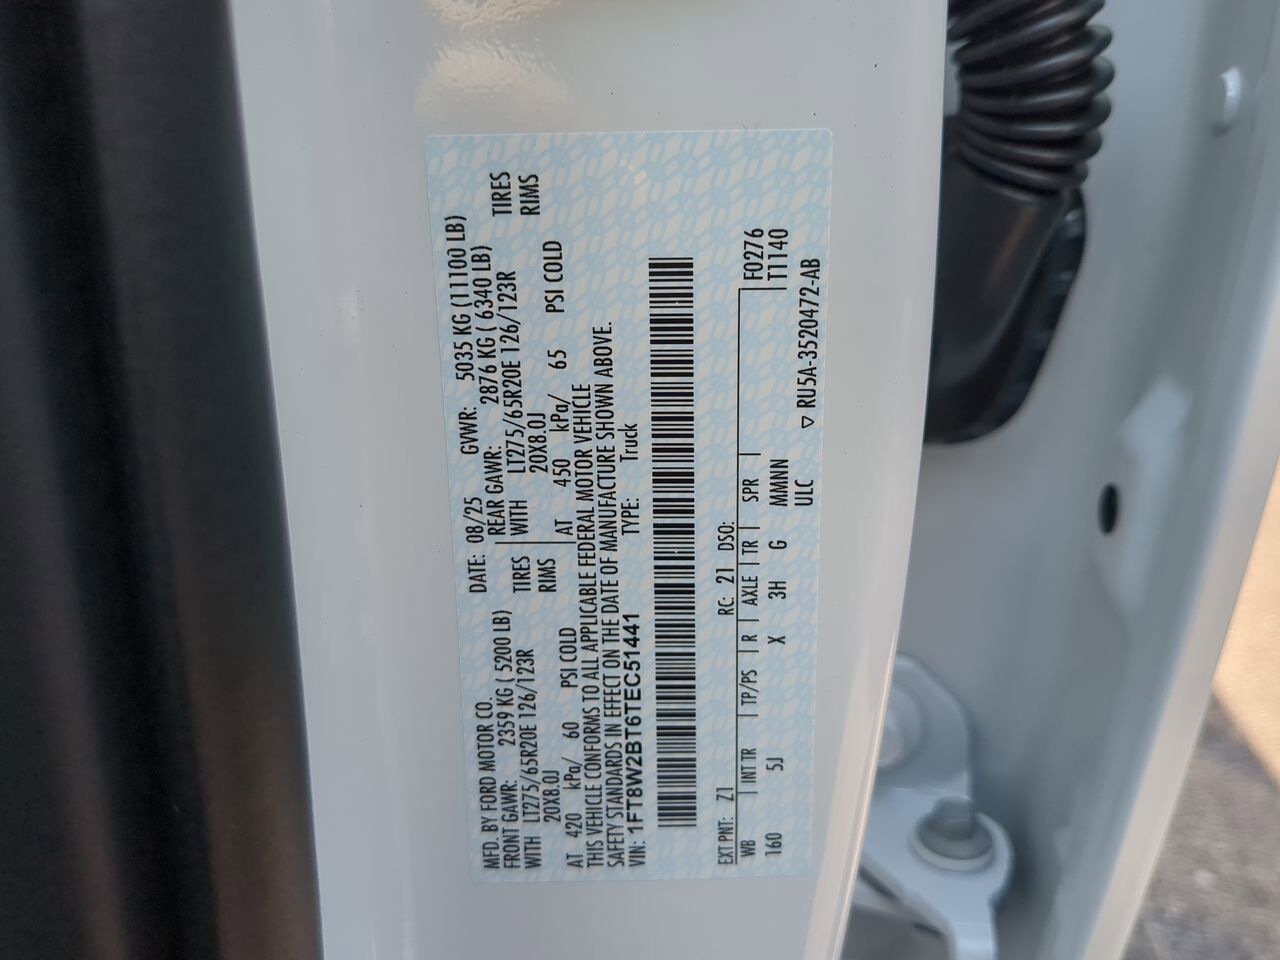 MFD. BY FORD MOTOR CO.
DATE: 08/25 GVWR: 5035 KG (11100 LB)
FRONT GAWR: 2359 KG ( 5200 LB)
REAR GAWR: 2876 KG ( 6340 LB)
WITH LT275/65R20E 126/123R TIRES
WITH LT275/65R20E 126/123R TIRES
20X8.0J RIMS
20X8.0J RIMS
AT 420 kPa/ 60 PSI COLD
AT 450 kPa/ 65 PSI COLD
THIS VEHICLE CONFORMS TO ALL APPLICABLE FEDERAL MOTOR VEHICLE
SAFETY STANDARDS IN EFFECT ON THE DATE OF MANUFACTURE SHOWN ABOVE.
VIN: 1FT8W2BT6TEC51441 TYPE: Truck
EXT PNT: Z1 RC: 21 DSO: F0276
WB INT TR TP/PS R AXLE TR SPR T1140
160 5J X 3H G MMNN
ULC ▽ RU5A-3520472-AB